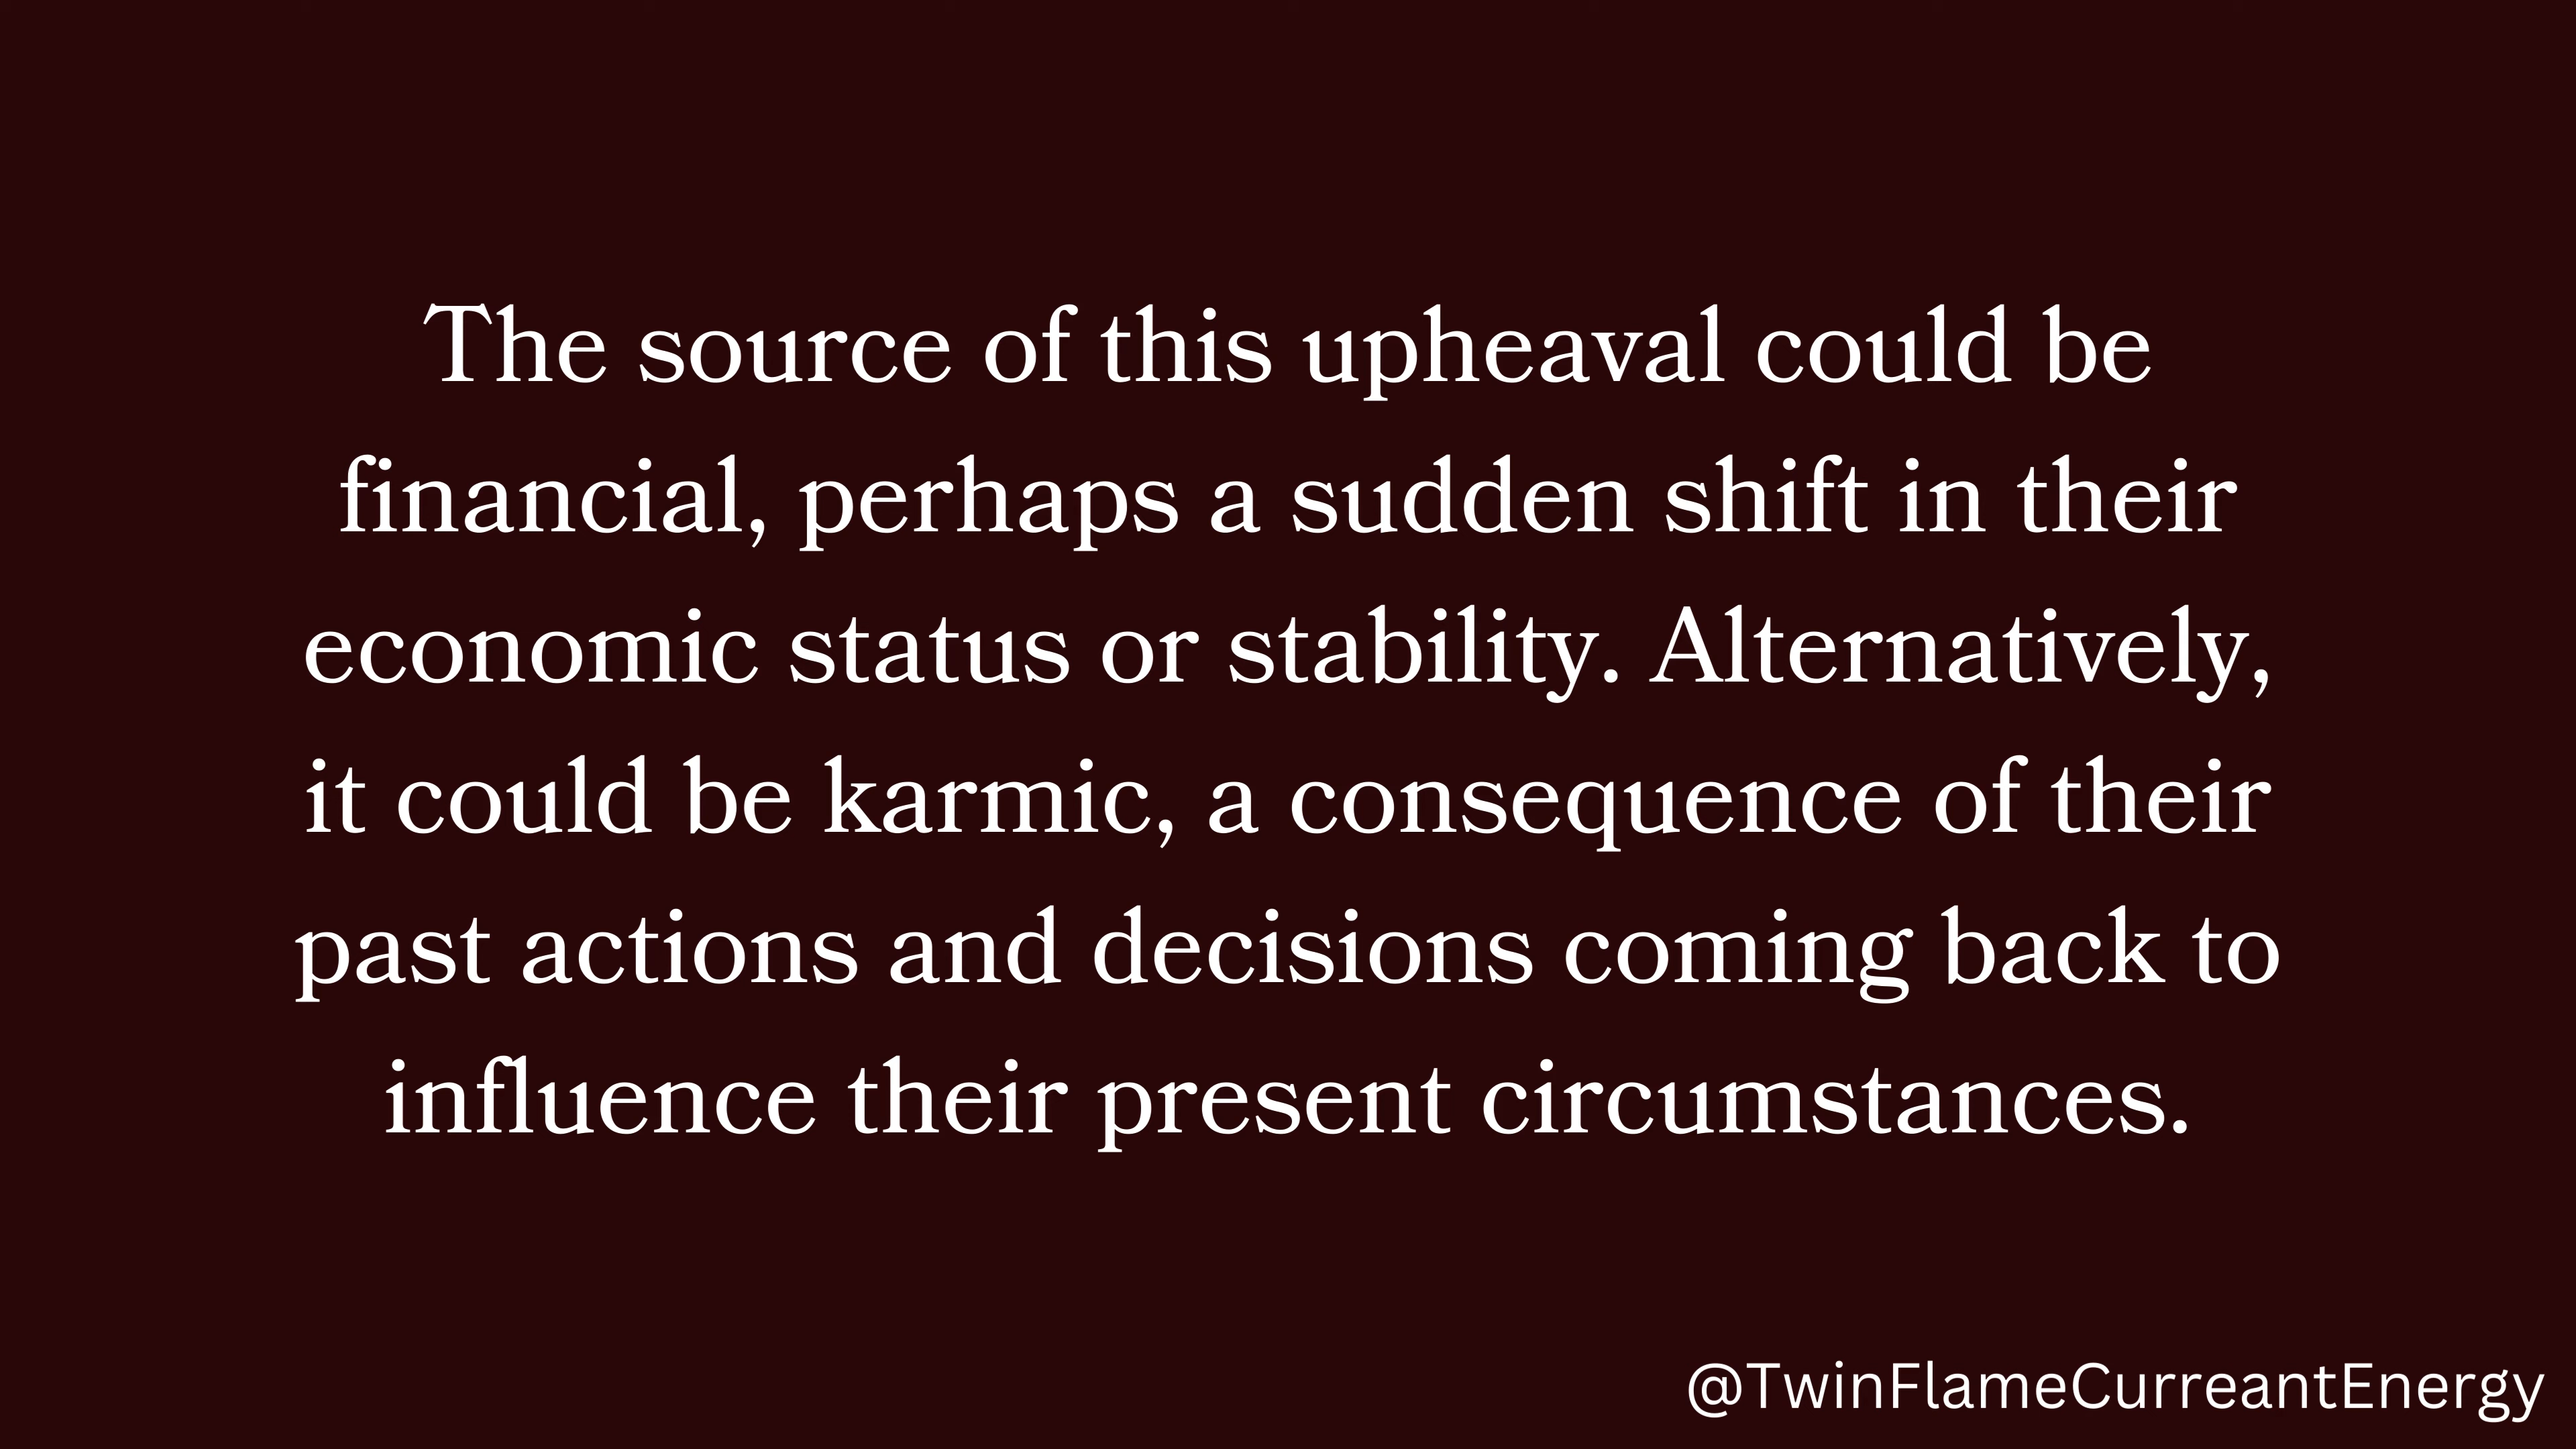 The source of this upheaval could be
financial, perhaps a sudden shift in their
economic status or stability. Alternatively,
it could be karmic, a consequence of their
past actions and decisions coming back to
influence their present circumstances.
@TwinFlameCurreantEnergy